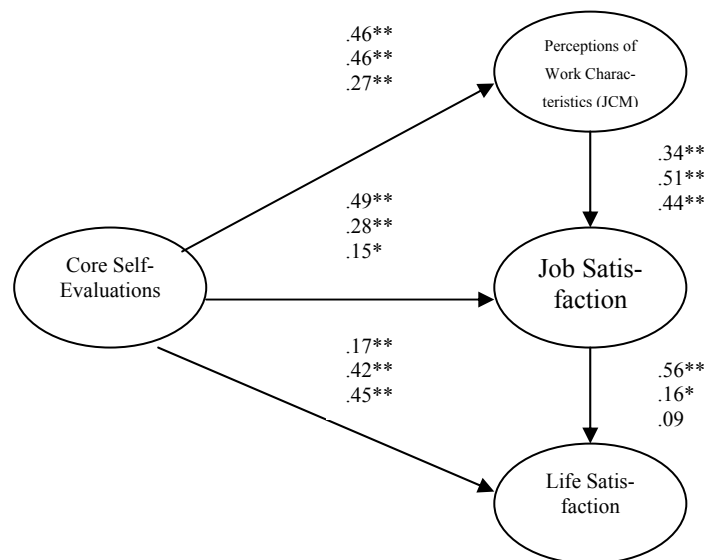 .46**
.46**
.27**
Perceptions of
Work Charac-
teristics (JCM)
.34**
.51**
.44**
.49**
.28**
.15*
Core Self-
Evaluations
Job Satis-
faction
.17**
.42**
.45**
.56**
.16*
.09
Life Satis-
faction